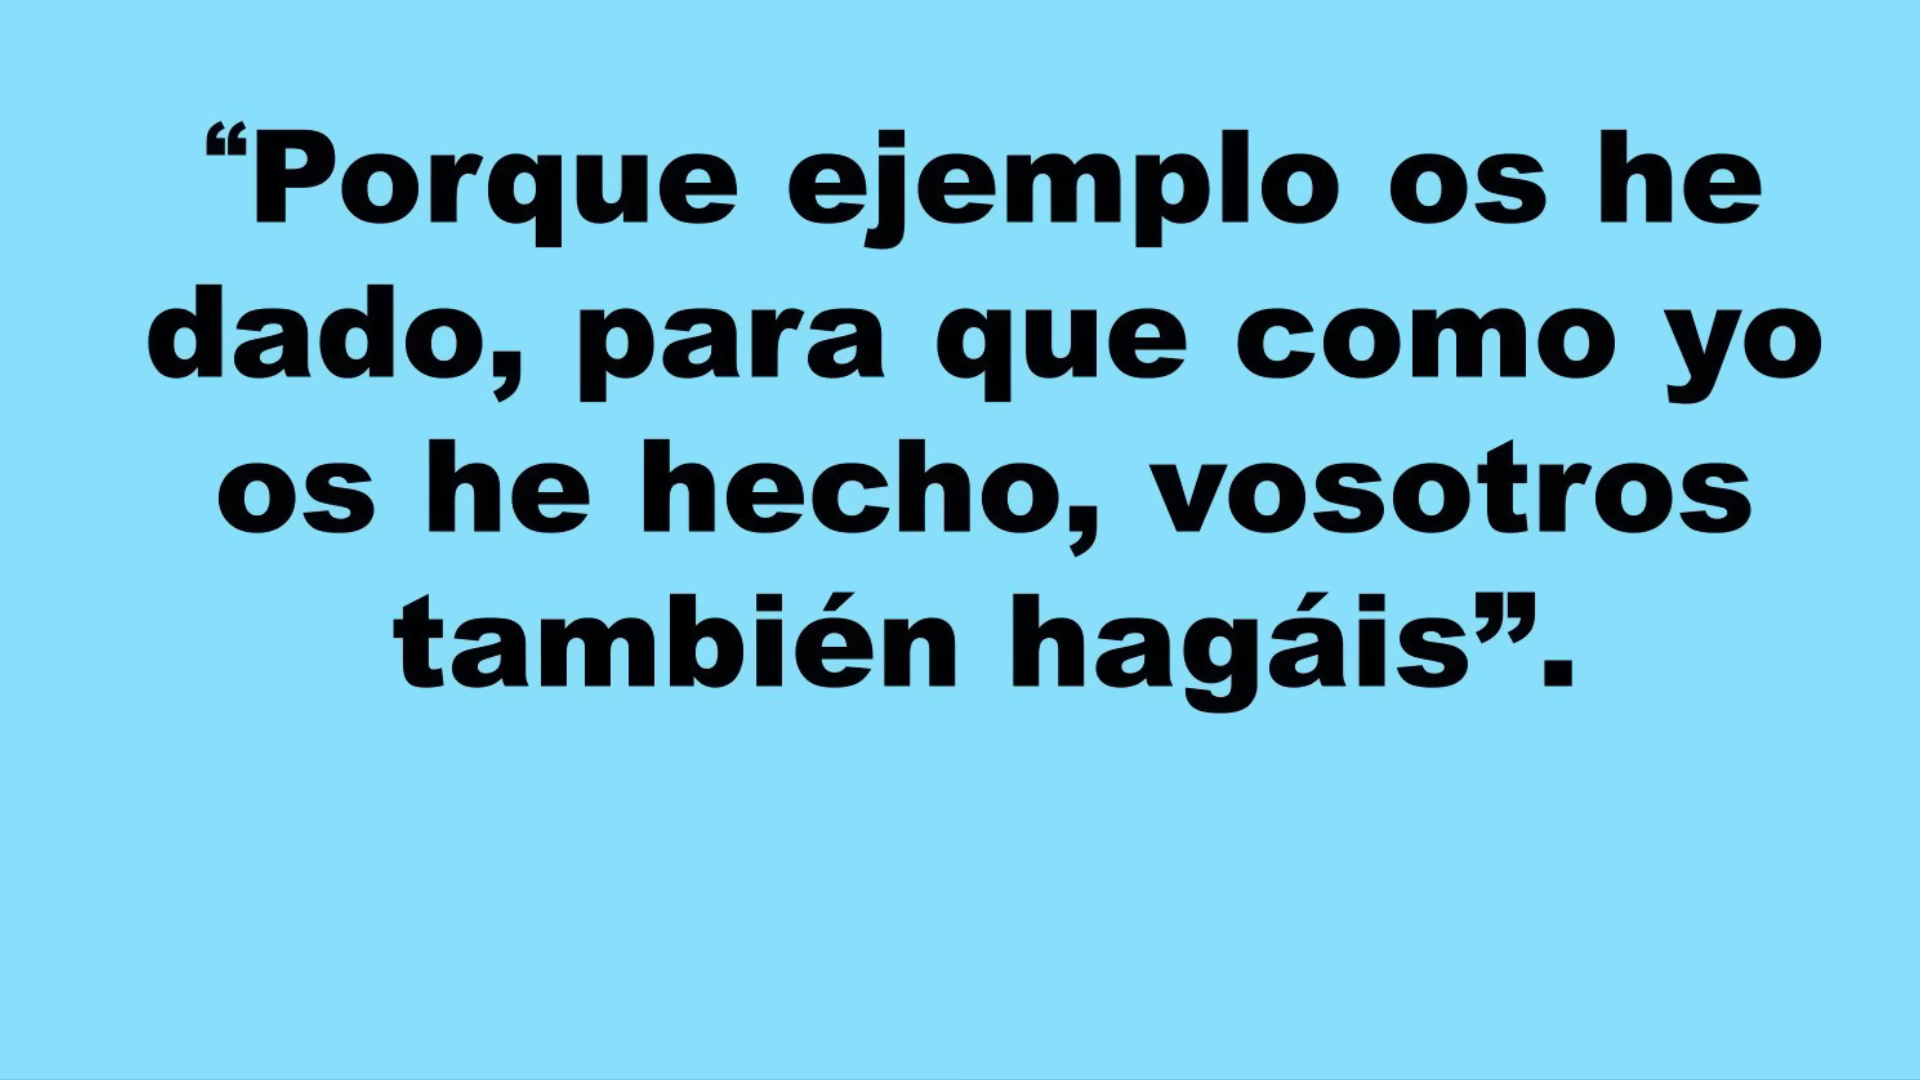 “Porque ejemplo os he
dado, para que como yo
os he hecho, vosotros
también hagáis”.